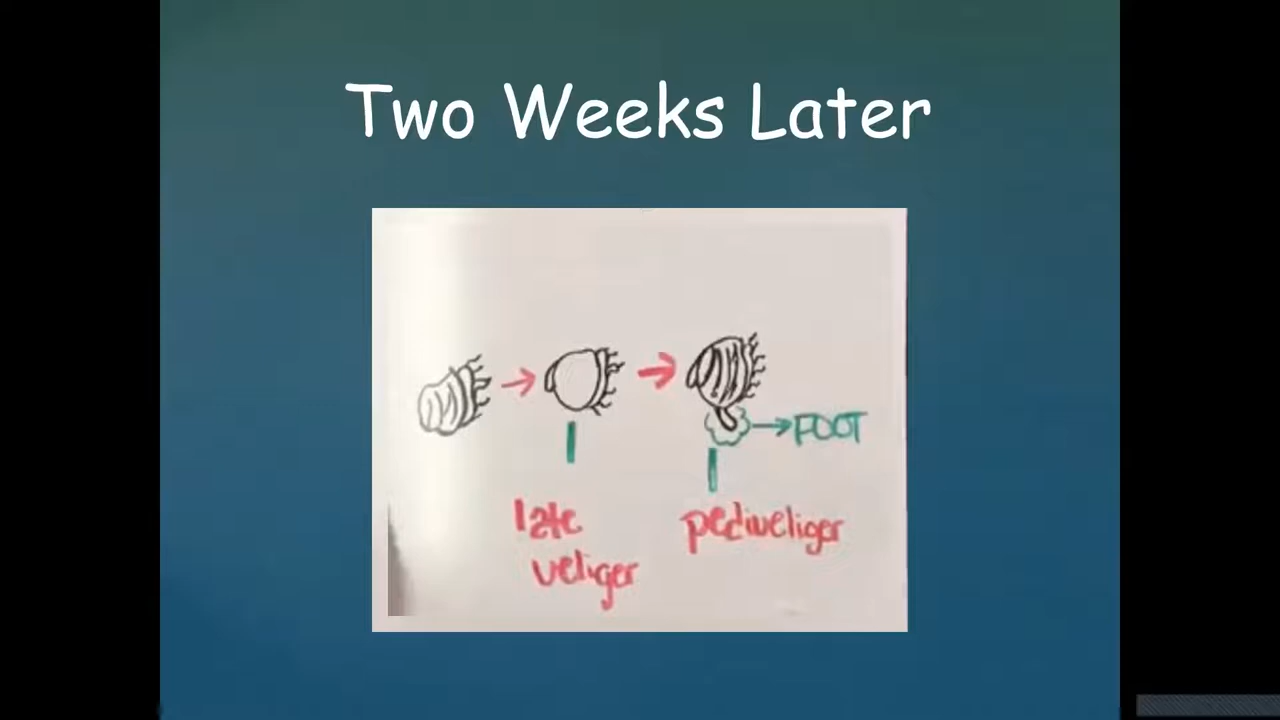 Two Weeks Later
FOOT
late
veliger
pediveliger